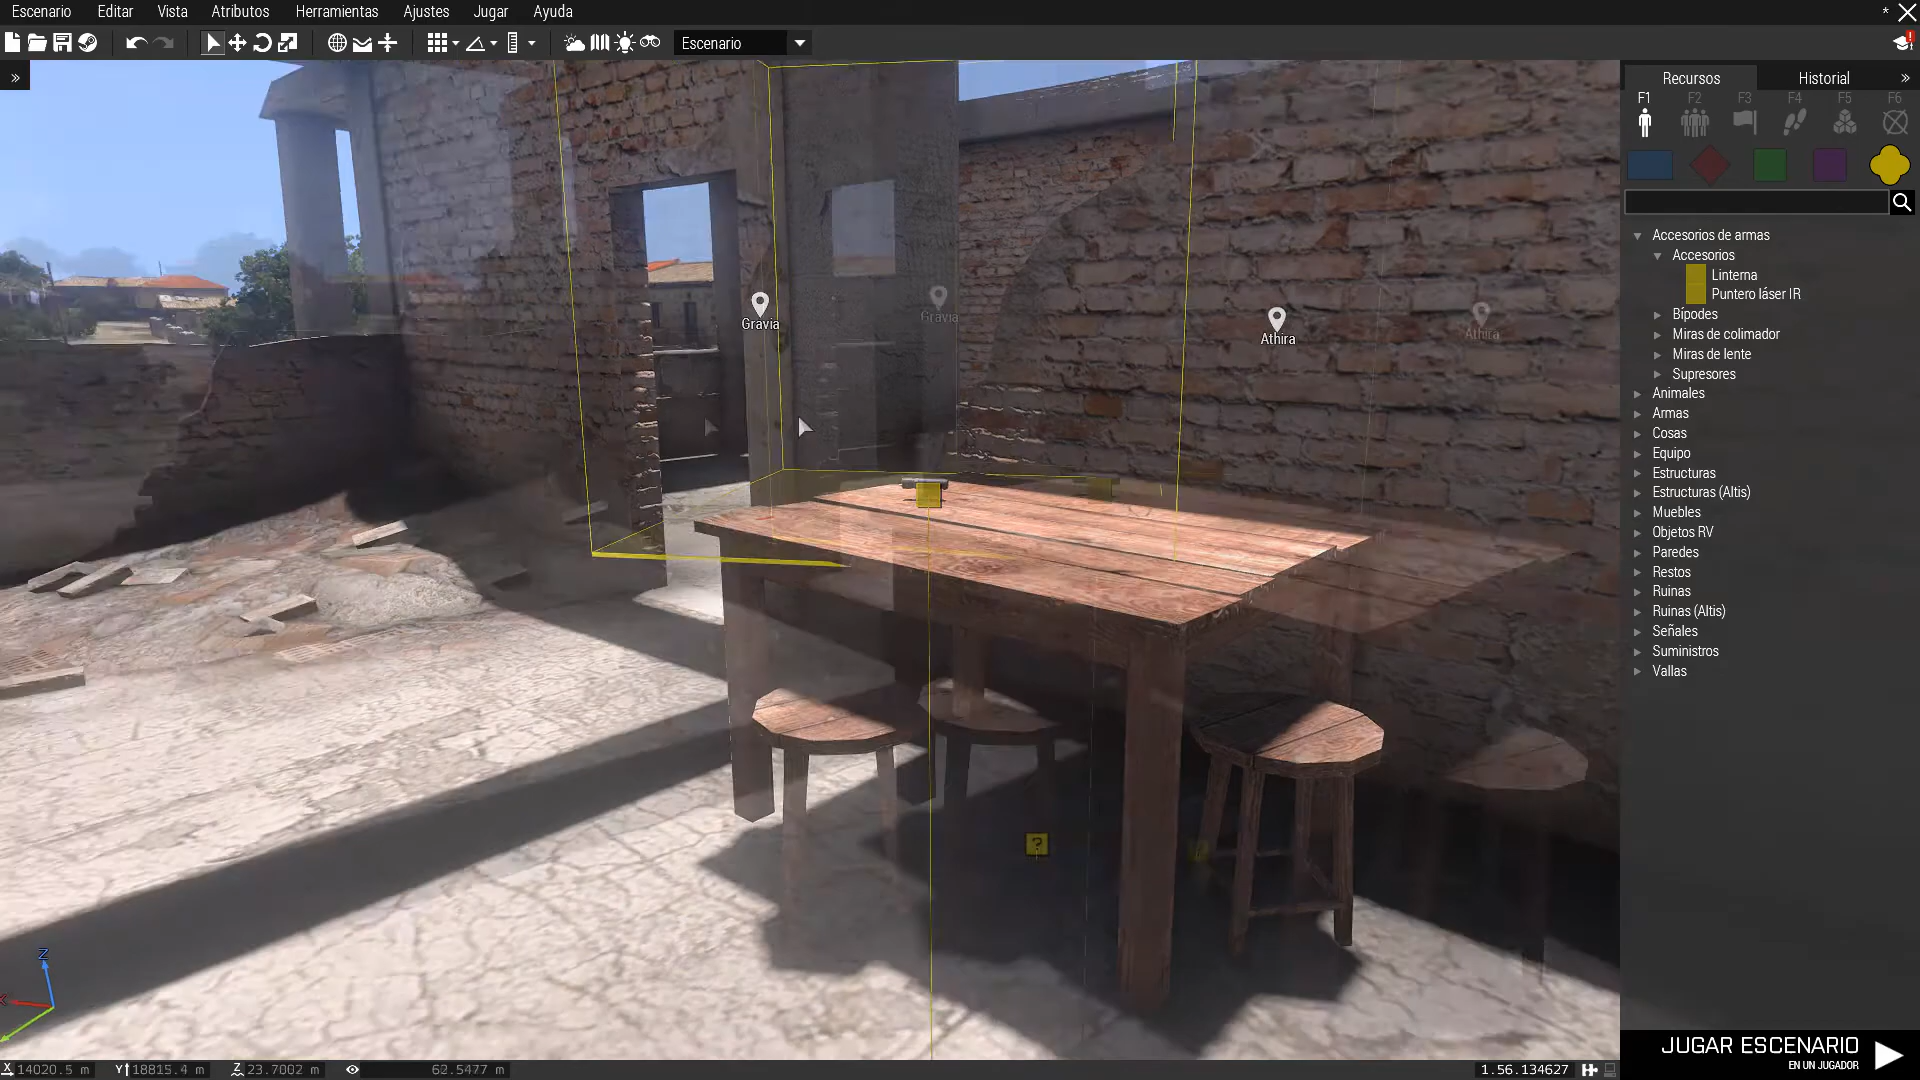 Escenario Editar Vista Atributos Herramientas Ajustes Jugar Ayuda *
Escenario
Recursos Historial
F1 F2 F3 F4 F5 F6
Accesorios de armas
Accesorios
Linterna
Puntero láser IR
Bípodes
Miras de colimador
Miras de lente
Supresores
Animales
Armas
Cosas
Equipo
Estructuras
Estructuras (Altis)
Muebles
Objetos RV
Paredes
Restos
Ruinas
Ruinas (Altis)
Señales
Suministros
Vallas
Gravia
Gravia
Athira
Athira
?
Z
X
JUGAR ESCENARIO
EN UN JUGADOR
X 14020.5 m Y 18815.4 m Z 23.7002 m 62.5477 m 1.56.134627